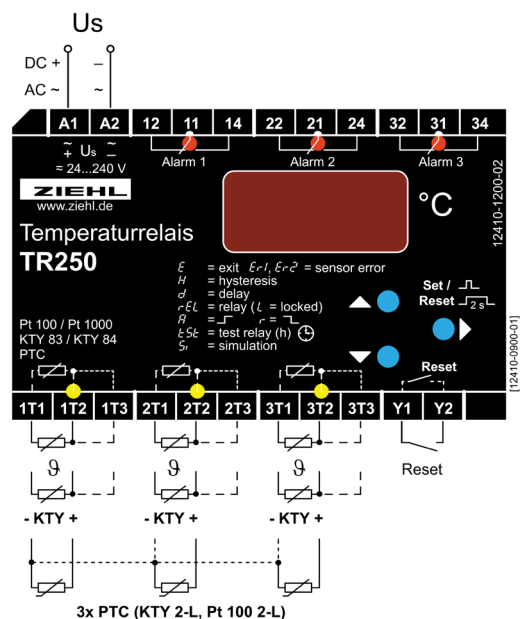 Us
DC + –
AC ~ ~
A1 A2 12 11 14 22 21 24 32 31 34
~ Us ~
+ –
= 24...240 V
Alarm 1 Alarm 2 Alarm 3
ZIEHL
www.ziehl.de
°C
12410-1200-02
Temperaturrelais
TR250
E = exit Er1, Er2 = sensor error
H = hysteresis
d = delay
rEL = relay (L = locked)
A = r =
tSt = test relay (h)
Si = simulation
Set /
Reset 2 s
Pt 100 / Pt 1000
KTY 83 / KTY 84
PTC
Reset
[12410-0900-01]
1T1 1T2 1T3 2T1 2T2 2T3 3T1 3T2 3T3 Y1 Y2
ϑ ϑ ϑ
Reset
- KTY + - KTY + - KTY +
3x PTC (KTY 2-L, Pt 100 2-L)